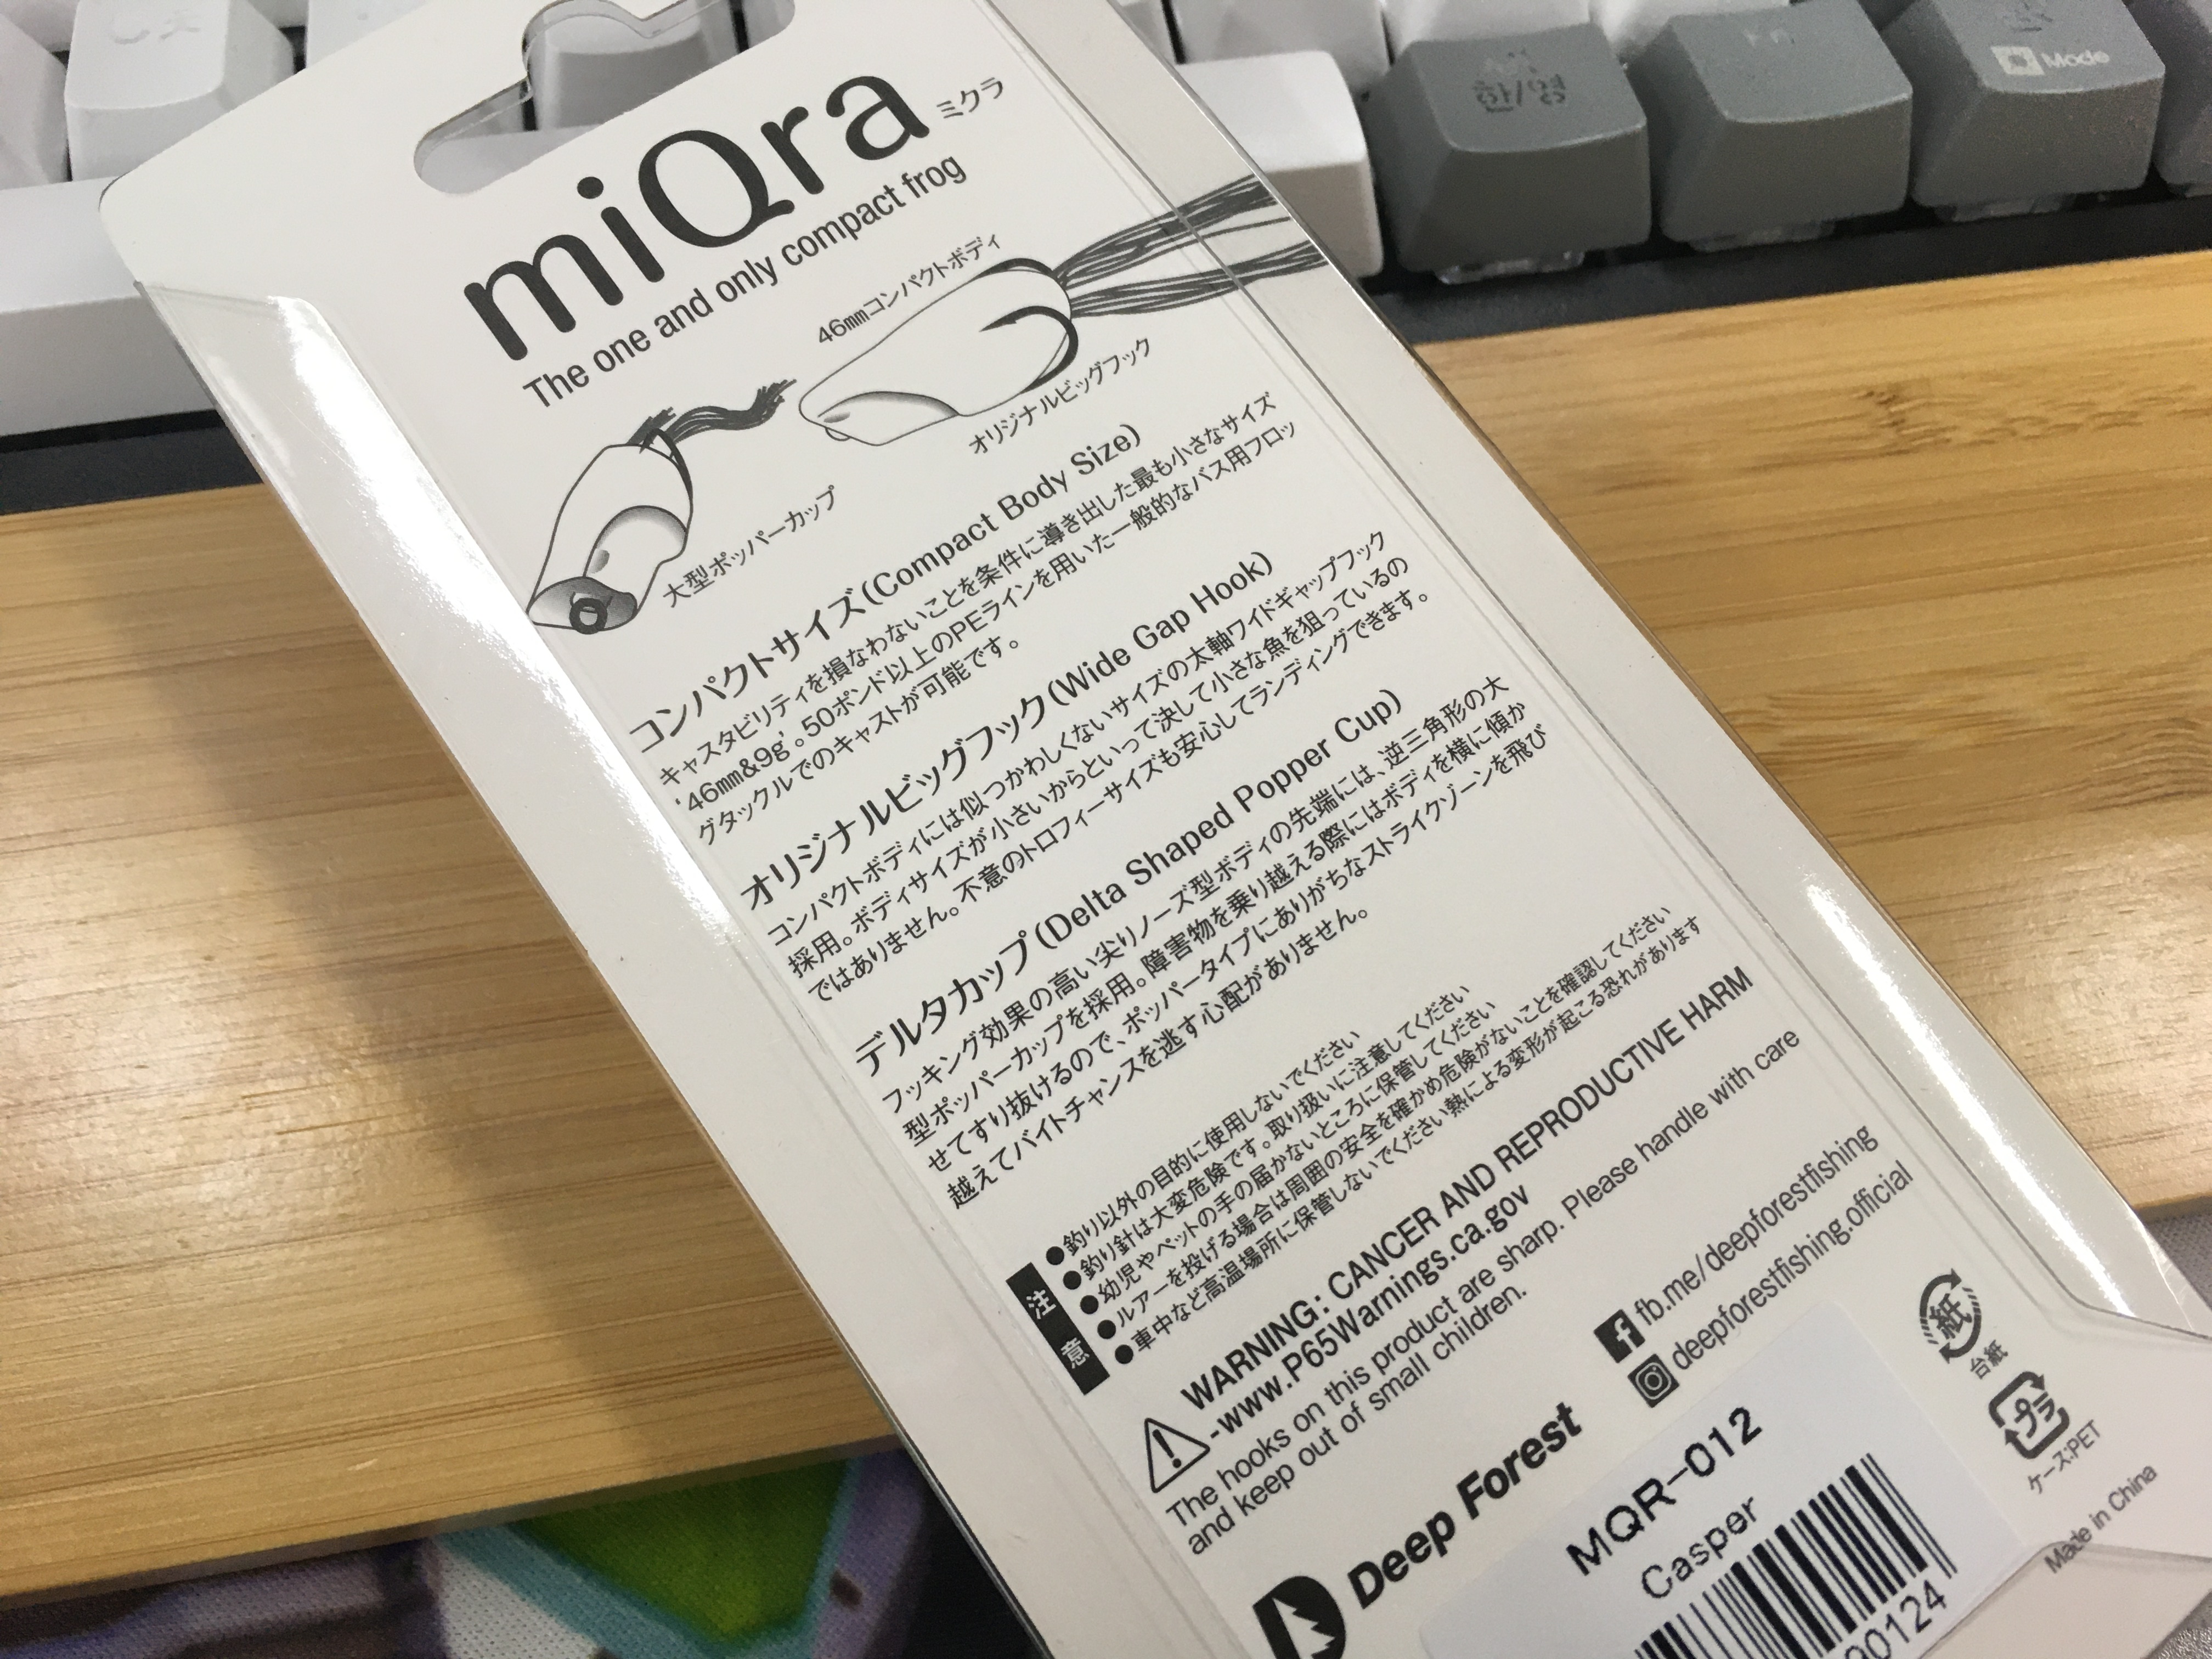 miQra ミクラ
The one and only compact frog
46mmコンパクトボディ
オリジナルビッグフック
大型ポッパーカップ
コンパクトサイズ(Compact Body Size)
キャスタビリティを損なわないことを条件に導き出した最も小さなサイズ
'46mm&9g'。50ポンド以上のPEラインを用いた一般的なバス用フロッ
グタックルでのキャストが可能です。
オリジナルビッグフック(Wide Gap Hook)
コンパクトボディには似つかわしくないサイズの太軸ワイドギャップフック
採用。ボディサイズが小さいからといって決して小さな魚を狙っているの
ではありません。不意のトロフィーサイズも安心してランディングできます。
デルタカップ(Delta Shaped Popper Cup)
フッキング効果の高い尖りノーズ型ボディの先端には、逆三角形の大
型ポッパーカップを採用。障害物を乗り越える際にはボディを横に傾か
せてすり抜けるので、ポッパータイプにありがちなストライクゾーンを飛び
越えてバイトチャンスを逃す心配がありません。
注意
●釣り以外の目的に使用しないでください
●釣り針は大変危険です。取り扱いに注意してください
●幼児やペットの手の届かないところに保管してください
●ルアーを投げる場合は周囲の安全を確かめ危険がないことを確認してください
●車中など高温場所に保管しないでください熱による変形が起こる恐れがあります
WARNING: CANCER AND REPRODUCTIVE HARM
-www.P65Warnings.ca.gov
The hooks on this product are sharp. Please handle with care
and keep out of small children.
fb.me/deepforestfishing
deepforestfishing.official
Deep Forest
紙
台紙
プラ
ケース:PET
Made in China
MQR-012
Casper
90124
한/영
Mode